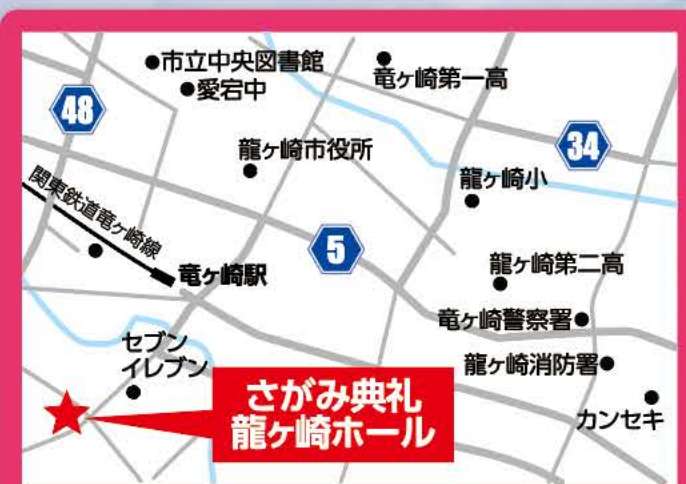 市立中央図書館
愛宕中
竜ヶ崎第一高
48
34
龍ヶ崎市役所
龍ヶ崎小
関東鉄道竜ヶ崎線
5
竜ヶ崎駅
龍ヶ崎第二高
竜ヶ崎警察署
セブン
イレブン
龍ヶ崎消防署
さがみ典礼
龍ヶ崎ホール
カンセキ